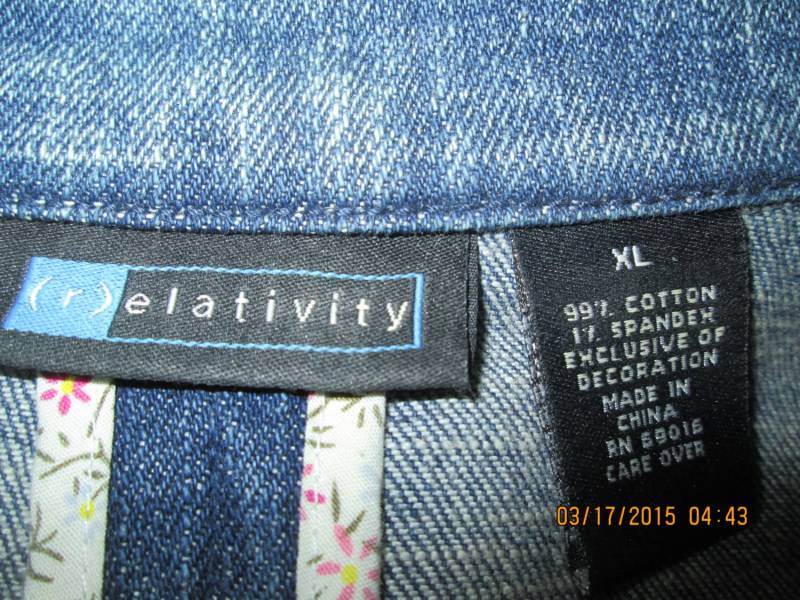 (r)elativity
XL
99% COTTON
1% SPANDEX
EXCLUSIVE OF
DECORATION
MADE IN
CHINA
RN 69016
CARE OVER
03/17/2015 04:43